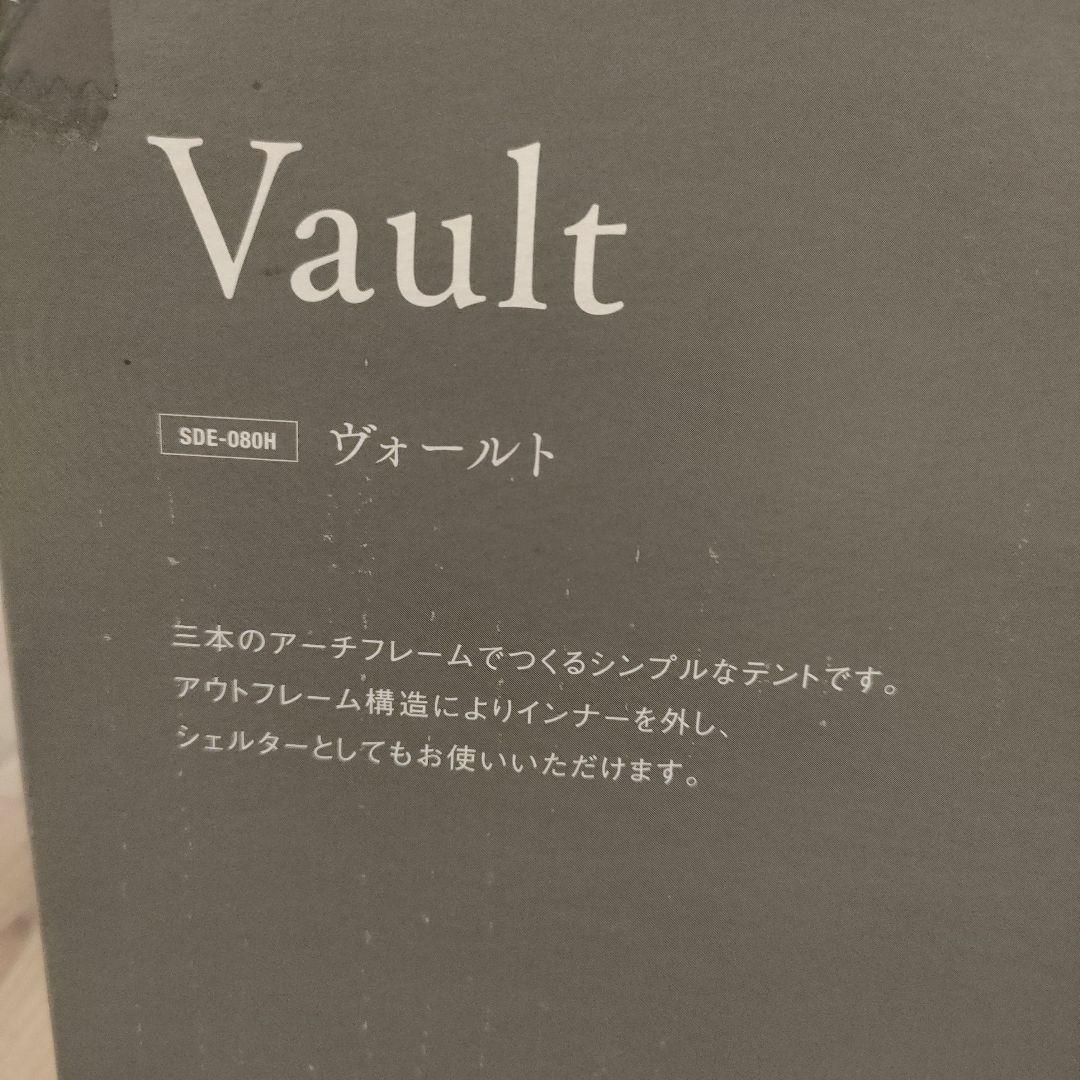 Vault
SDE-080H ヴォールト
三本のアーチフレームでつくるシンプルなテントです。
アウトフレーム構造によりインナーを外し、
シェルターとしてもお使いいただけます。